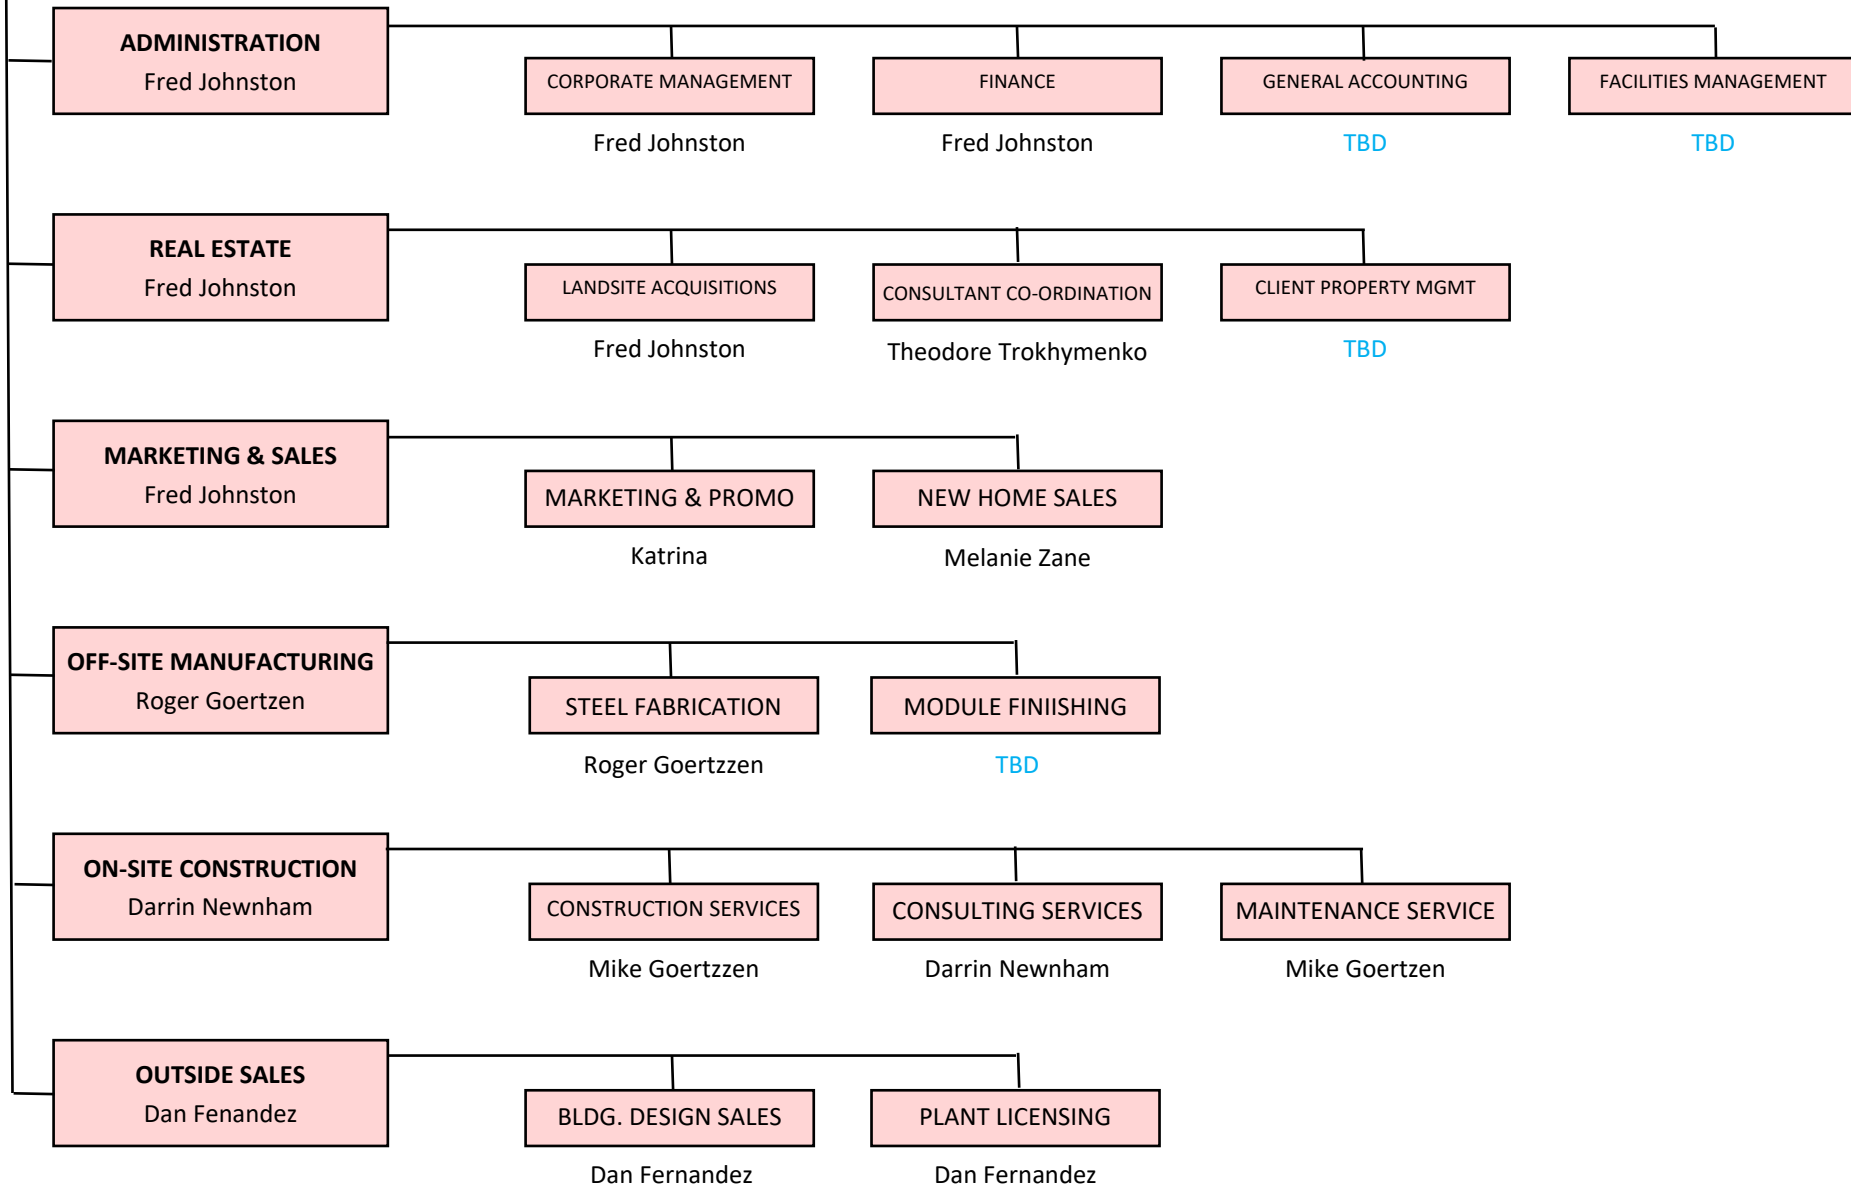 ADMINISTRATION
Fred Johnston
CORPORATE MANAGEMENT
FINANCE
GENERAL ACCOUNTING
FACILITIES MANAGEMENT
Fred Johnston
Fred Johnston
TBD
TBD
REAL ESTATE
Fred Johnston
LANDSITE ACQUISITIONS
CONSULTANT CO-ORDINATION
CLIENT PROPERTY MGMT
Fred Johnston
Theodore Trokhymenko
TBD
MARKETING & SALES
Fred Johnston
MARKETING & PROMO
NEW HOME SALES
Katrina
Melanie Zane
OFF-SITE MANUFACTURING
Roger Goertzen
STEEL FABRICATION
MODULE FINIISHING
Roger Goertzzen
TBD
ON-SITE CONSTRUCTION
Darrin Newnham
CONSTRUCTION SERVICES
CONSULTING SERVICES
MAINTENANCE SERVICE
Mike Goertzzen
Darrin Newnham
Mike Goertzen
OUTSIDE SALES
Dan Fenandez
BLDG. DESIGN SALES
PLANT LICENSING
Dan Fernandez
Dan Fernandez